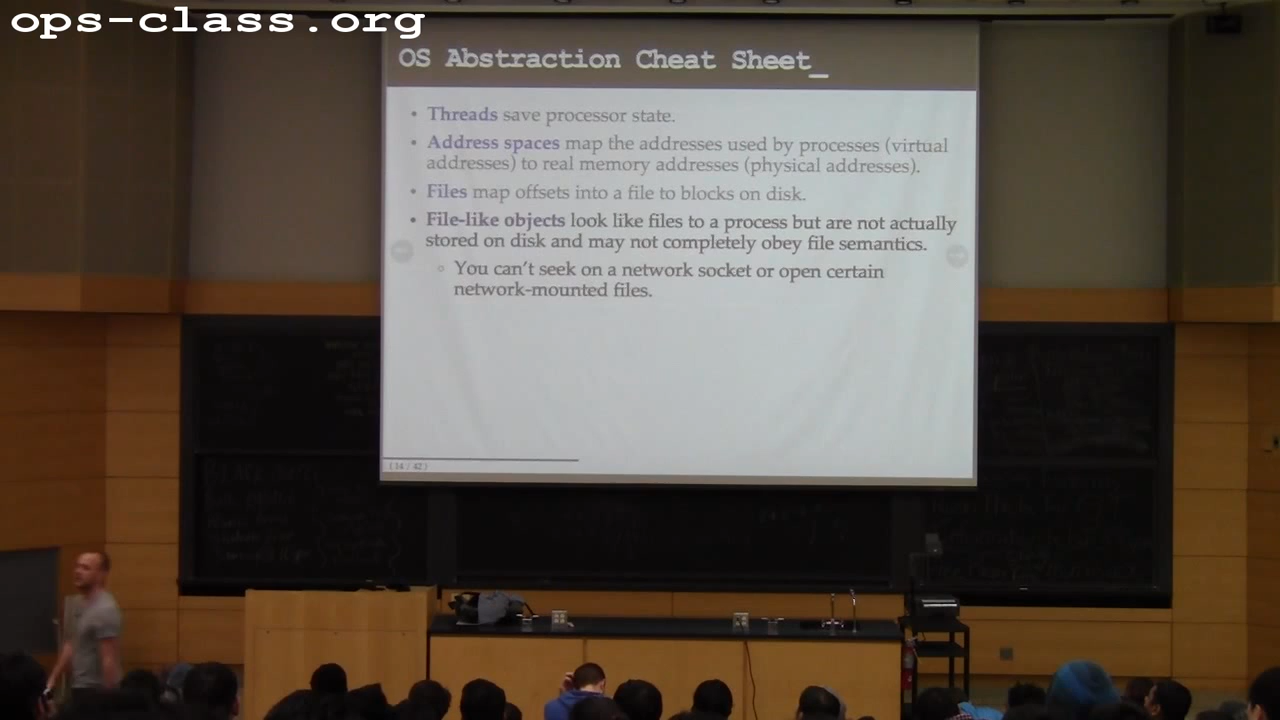 ops-class.org
OS Abstraction Cheat Sheet_
• Threads save processor state.
• Address spaces map the addresses used by processes (virtual
addresses) to real memory addresses (physical addresses).
• Files map offsets into a file to blocks on disk.
• File-like objects look like files to a process but are not actually
stored on disk and may not completely obey file semantics.
◦ You can't seek on a network socket or open certain
network-mounted files.
(14 / 42)